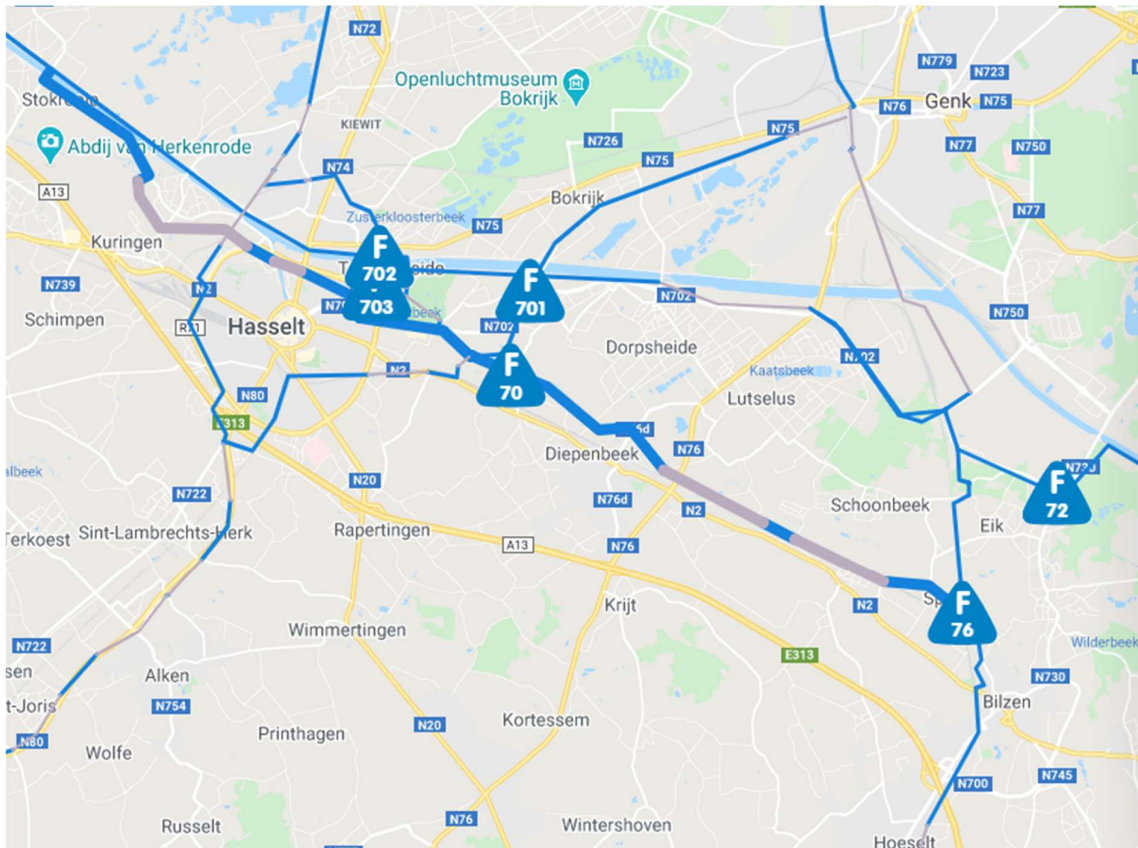 N72
N779
N723
Openluchtmuseum
Bokrijk
Genk
N76
N75
KIEWIT
N75
N726
N77
N750
Abdij van Herkenrode
N75
N74
A13
Bokrijk
N77
Zusterkloosterbeek
N75
Kuringen
F
702
F
701
N739
N2
703
N702
N750
Schimpen
R71
Hasselt
N702
Dorpsheide
N702
F
70
N2
Kaatsbeek
N80
Lutselus
E313
Diepenbeek
N76
N730
F
72
N20
N722
N76d
Schoonbeek
N2
Eik
Terkoest
Sint-Lambrechts-Herk
Rapertingen
A13
N76
Krijt
N2
F
76
Wimmertingen
N722
E313
Wilderbeek
Alken
N730
N754
Kortessem
Bilzen
N20
Printhagen
N80
Wolfe
N700
N745
Russelt
N76
Wintershoven
Hoeselt